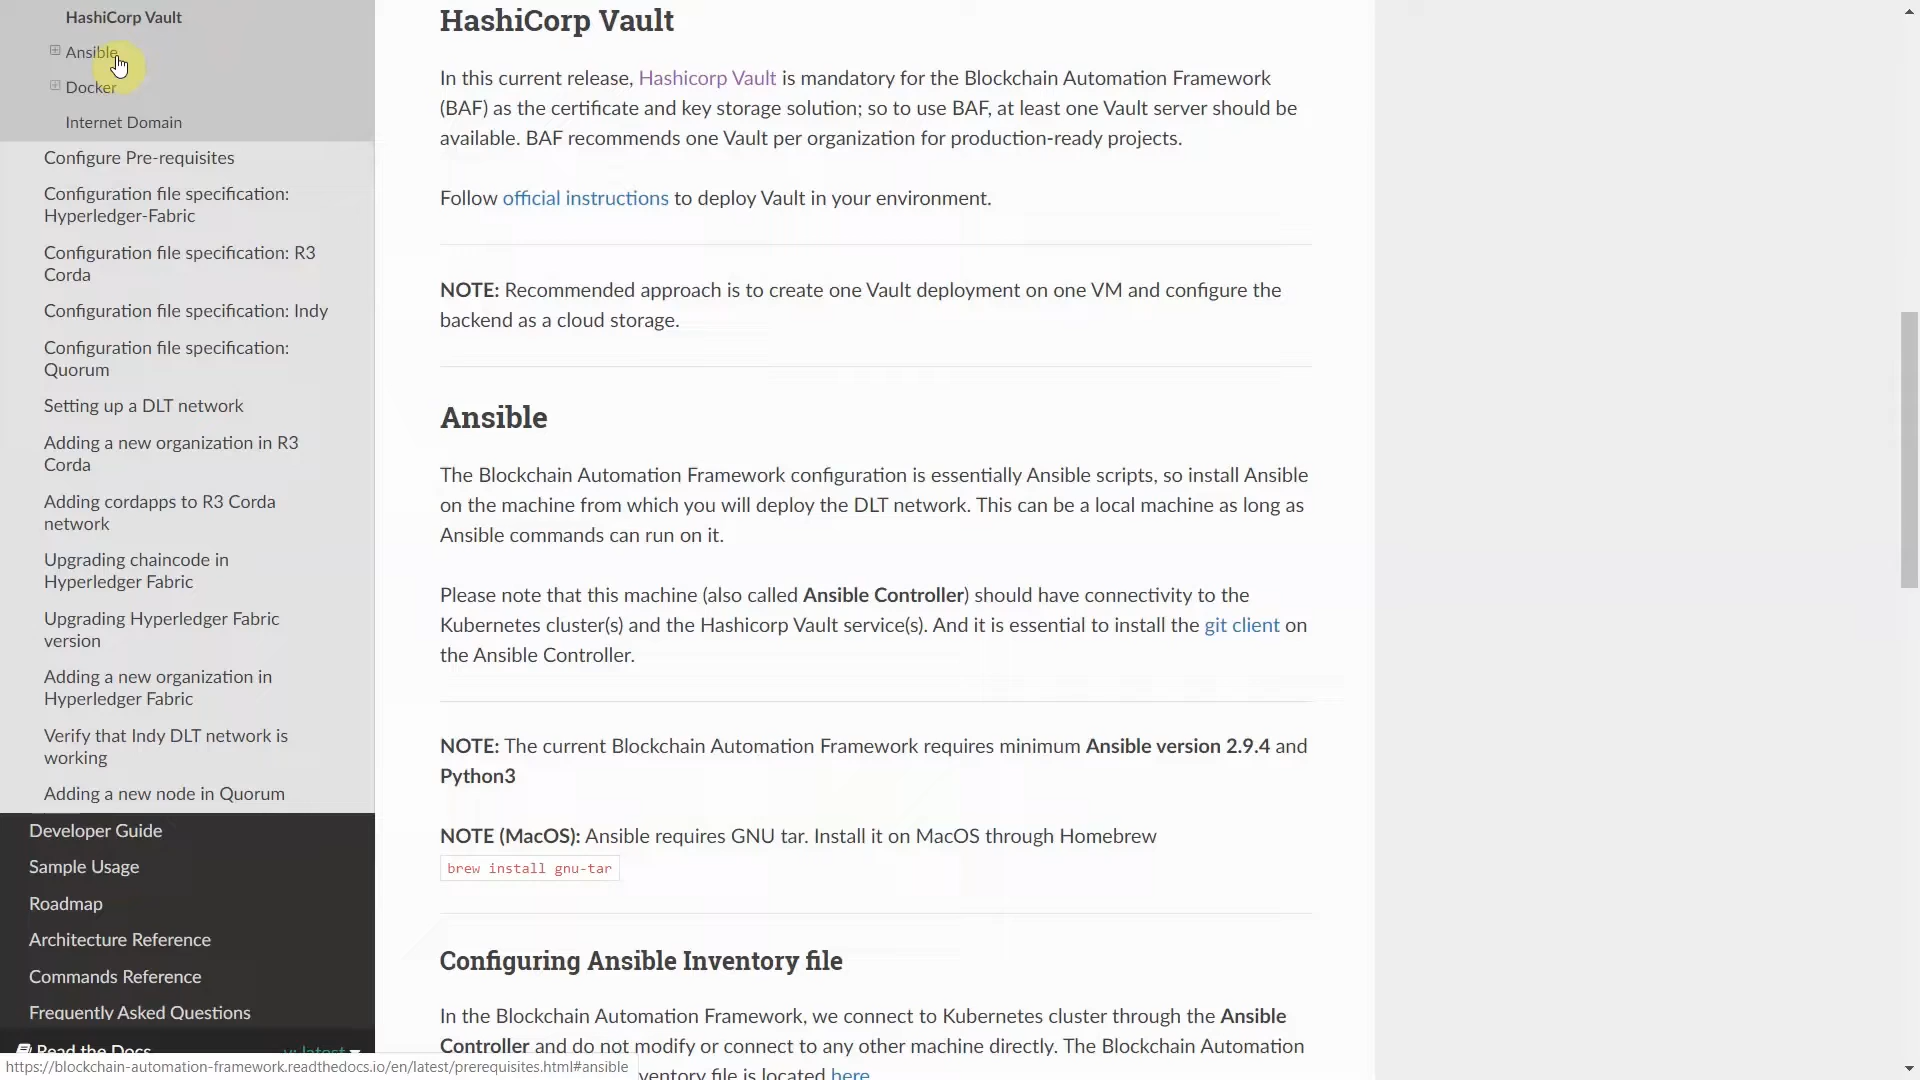 HashiCorp Vault
Ansible
Docker
Internet Domain
Configure Pre-requisites
Configuration file specification:
Hyperledger-Fabric
Configuration file specification: R3
Corda
Configuration file specification: Indy
Configuration file specification:
Quorum
Setting up a DLT network
Adding a new organization in R3
Corda
Adding cordapps to R3 Corda
network
Upgrading chaincode in
Hyperledger Fabric
Upgrading Hyperledger Fabric
version
Adding a new organization in
Hyperledger Fabric
Verify that Indy DLT network is
working
Adding a new node in Quorum
Developer Guide
Sample Usage
Roadmap
Architecture Reference
Commands Reference
Frequently Asked Questions
Read the Docs v: latest
https://blockchain-automation-framework.readthedocs.io/en/latest/prerequisites.html#ansible
HashiCorp Vault
In this current release, Hashicorp Vault is mandatory for the Blockchain Automation Framework
(BAF) as the certificate and key storage solution; so to use BAF, at least one Vault server should be
available. BAF recommends one Vault per organization for production-ready projects.
Follow official instructions to deploy Vault in your environment.
NOTE: Recommended approach is to create one Vault deployment on one VM and configure the
backend as a cloud storage.
Ansible
The Blockchain Automation Framework configuration is essentially Ansible scripts, so install Ansible
on the machine from which you will deploy the DLT network. This can be a local machine as long as
Ansible commands can run on it.
Please note that this machine (also called Ansible Controller) should have connectivity to the
Kubernetes cluster(s) and the Hashicorp Vault service(s). And it is essential to install the git client on
the Ansible Controller.
NOTE: The current Blockchain Automation Framework requires minimum Ansible version 2.9.4 and
Python3
NOTE (MacOS): Ansible requires GNU tar. Install it on MacOS through Homebrew
brew install gnu-tar
Configuring Ansible Inventory file
In the Blockchain Automation Framework, we connect to Kubernetes cluster through the Ansible
Controller and do not modify or connect to any other machine directly. The Blockchain Automation
ventory file is located here